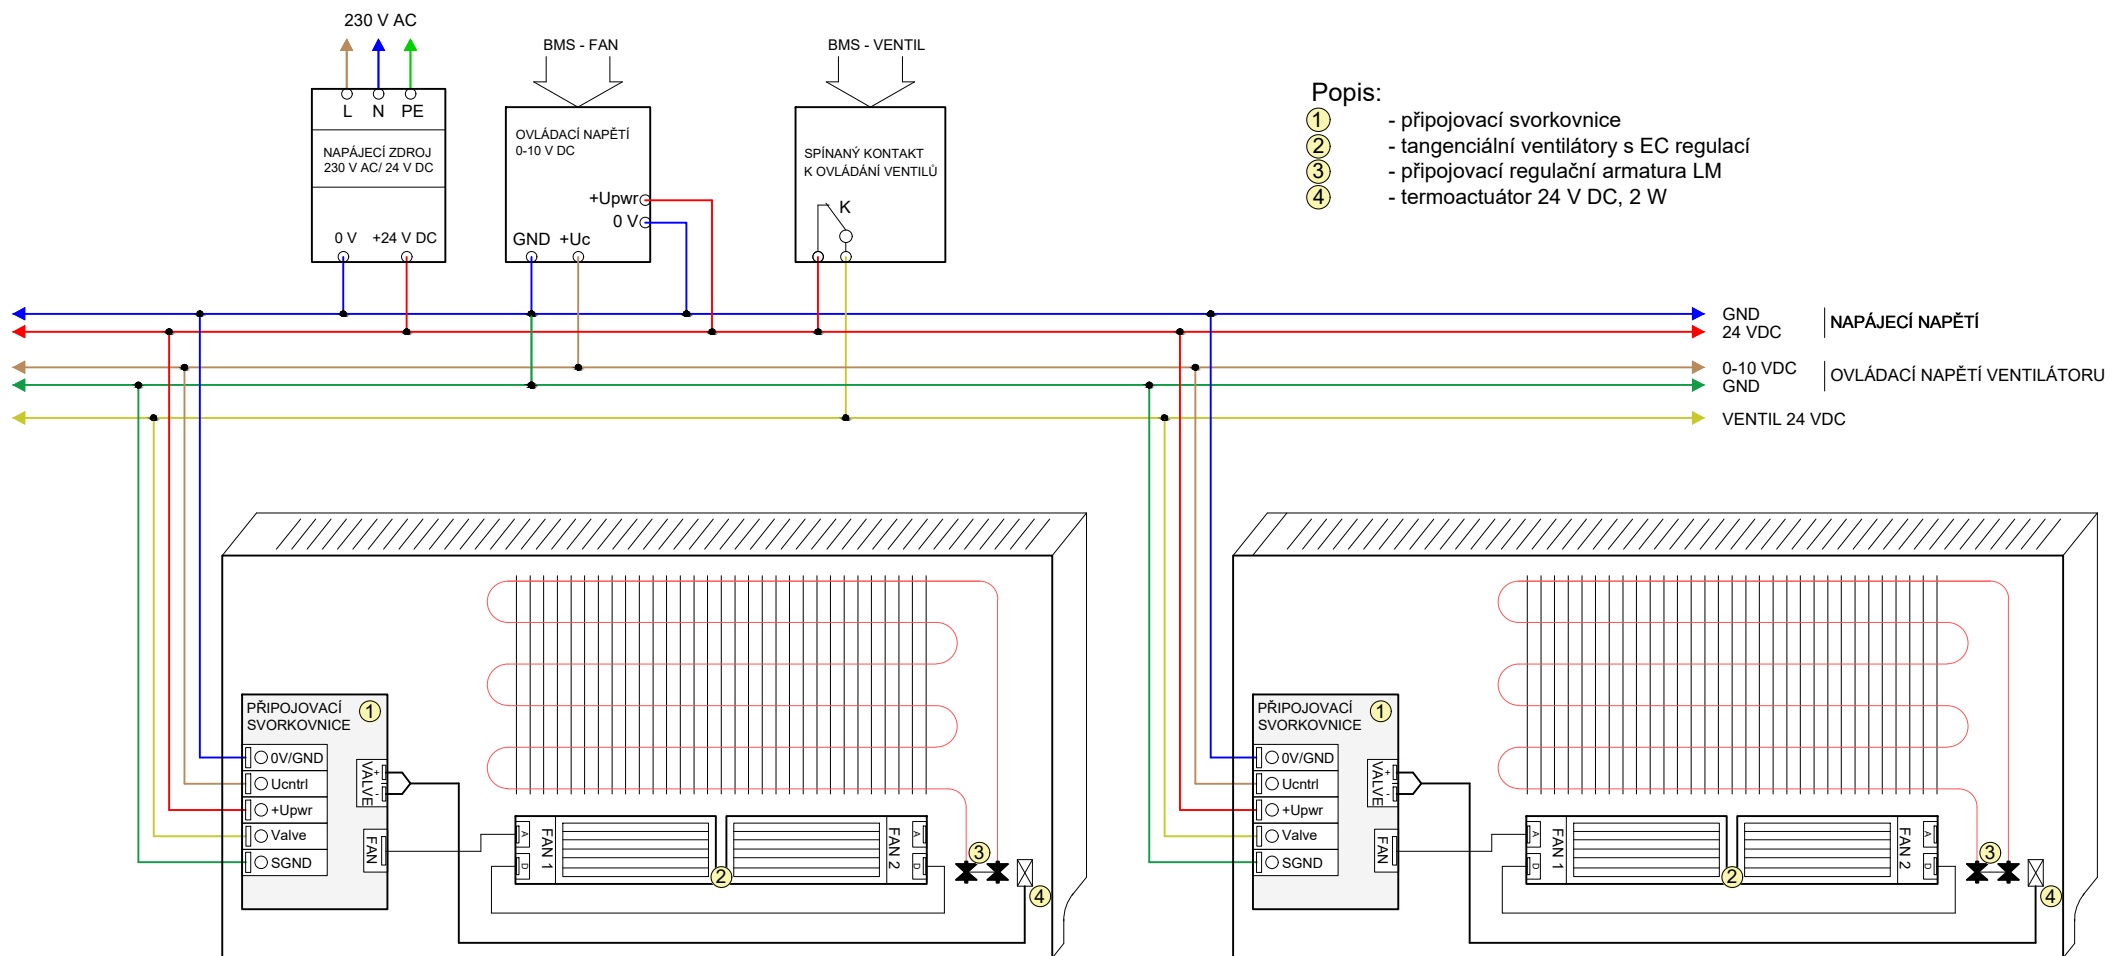 230 V AC
L N PE
NAPÁJECÍ ZDROJ
230 V AC/ 24 V DC
0 V +24 V DC
BMS - FAN
OVLÁDACÍ NAPĚTÍ
0-10 V DC
+Upwr
0 V
GND +Uc
BMS - VENTIL
SPÍNANÝ KONTAKT
K OVLÁDÁNÍ VENTILŮ
K
Popis:
1 - připojovací svorkovnice
2 - tangenciální ventilátory s EC regulací
3 - připojovací regulační armatura LM
4 - termoactuátor 24 V DC, 2 W
GND
24 VDC
NAPÁJECÍ NAPĚTÍ
0-10 VDC
GND
OVLÁDACÍ NAPĚTÍ VENTILÁTORU
VENTIL 24 VDC
PŘIPOJOVACÍ
SVORKOVNICE
1
0V/GND
Ucntrl
+Upwr
Valve
SGND
VALVE
+
-
FAN
A
D
FAN 1
2
FAN 2
A
D
3
4
PŘIPOJOVACÍ
SVORKOVNICE
1
0V/GND
Ucntrl
+Upwr
Valve
SGND
VALVE
+
-
FAN
A
D
FAN 1
2
FAN 2
A
D
3
4